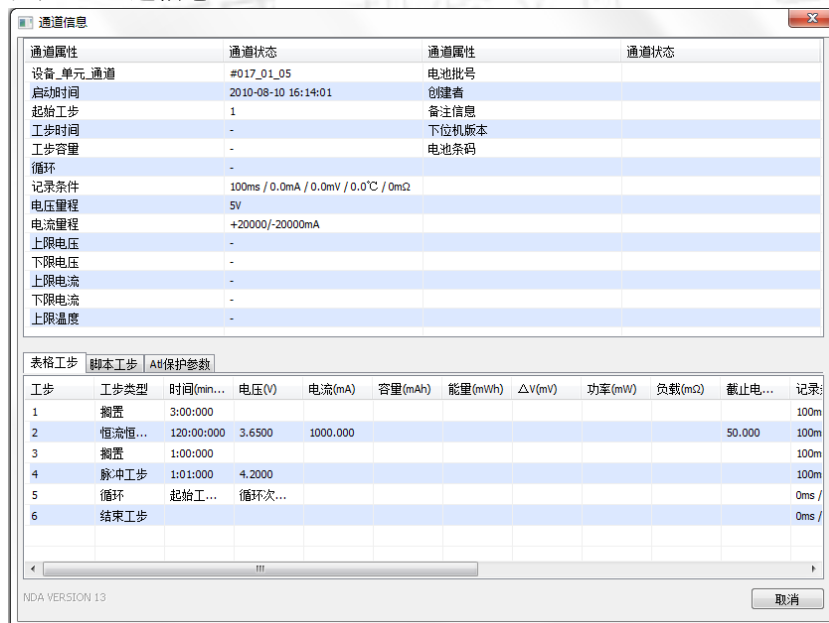 通道信息
通道属性 通道状态 通道属性 通道状态
设备_单元_通道 #017_01_05 电池批号
启动时间 2010-08-10 16:14:01 创建者
起始工步 1 备注信息
工步时间 - 下位机版本
工步容量 - 电池条码
循环 -
记录条件 100ms / 0.0mA / 0.0mV / 0.0℃ / 0mΩ
电压量程 5V
电流量程 +20000/-20000mA
上限电压 -
下限电压 -
上限电流 -
下限电流 -
上限温度 -
表格工步 脚本工步 Atl保护参数
工步 工步类型 时间(min... 电压(V) 电流(mA) 容量(mAh) 能量(mWh) △V(mV) 功率(mW) 负载(mΩ) 截止电... 记录
1 搁置 3:00:000 100m
2 恒流恒... 120:00:000 3.6500 1000.000 50.000 100m
3 搁置 1:00:000 100m
4 脉冲工步 1:01:000 4.2000 100m
5 循环 起始工... 循环次... 0ms /
6 结束工步 0ms /
NDA VERSION 13 取消